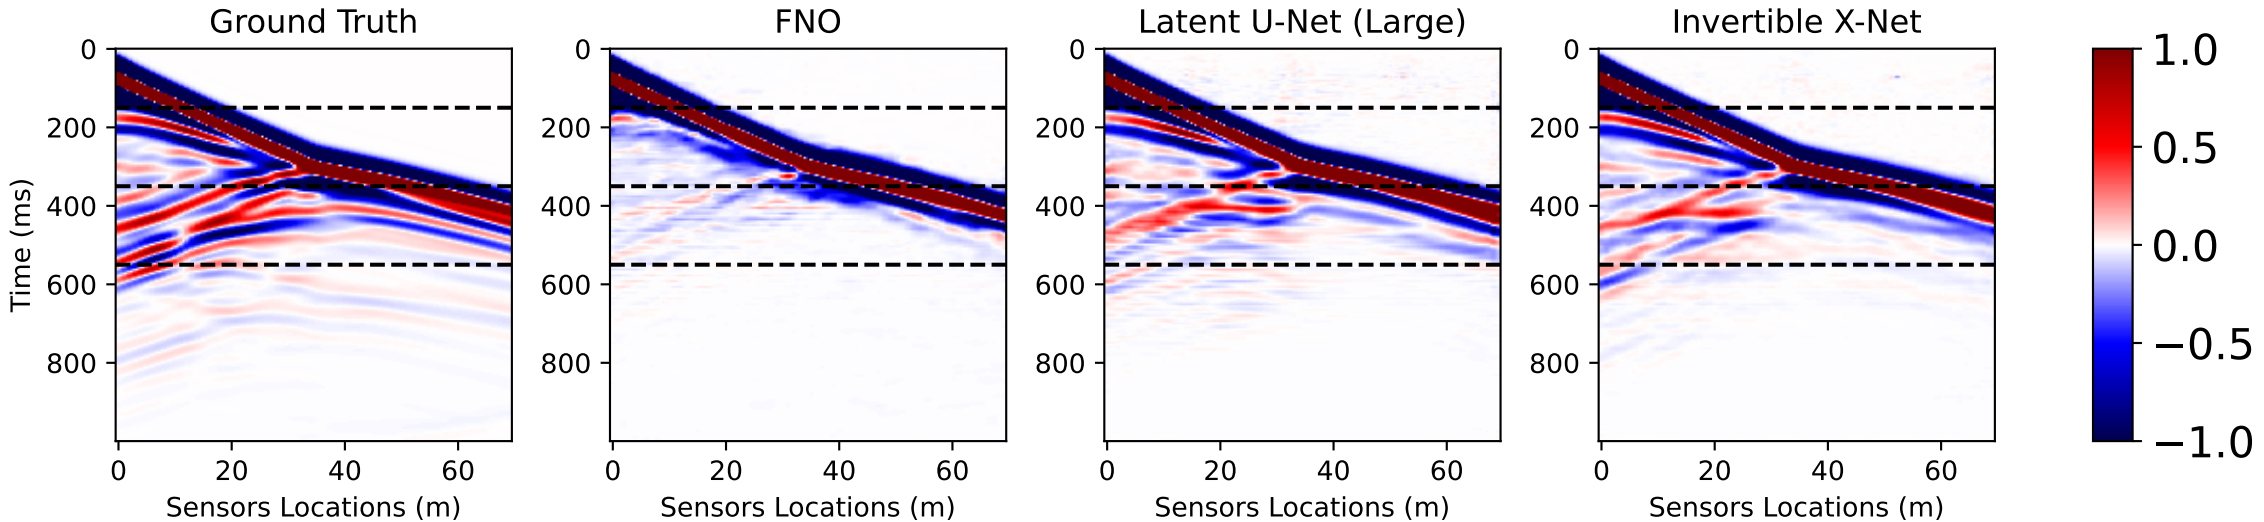 Ground Truth
FNO
Latent U-Net (Large)
Invertible X-Net
0
200
400
600
800
Time (ms)
0 20 40 60
Sensors Locations (m)
0
200
400
600
800
0 20 40 60
Sensors Locations (m)
0
200
400
600
800
0 20 40 60
Sensors Locations (m)
0
200
400
600
800
0 20 40 60
Sensors Locations (m)
1.0
0.5
0.0
−0.5
−1.0